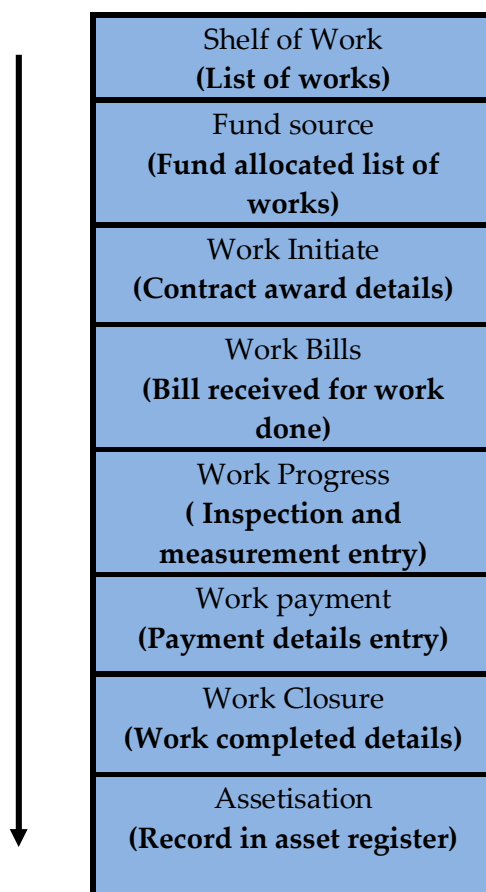 Shelf of Work
(List of works)
Fund source
(Fund allocated list of
works)
Work Initiate
(Contract award details)
Work Bills
(Bill received for work
done)
Work Progress
( Inspection and
measurement entry)
Work payment
(Payment details entry)
Work Closure
(Work completed details)
Assetisation
(Record in asset register)